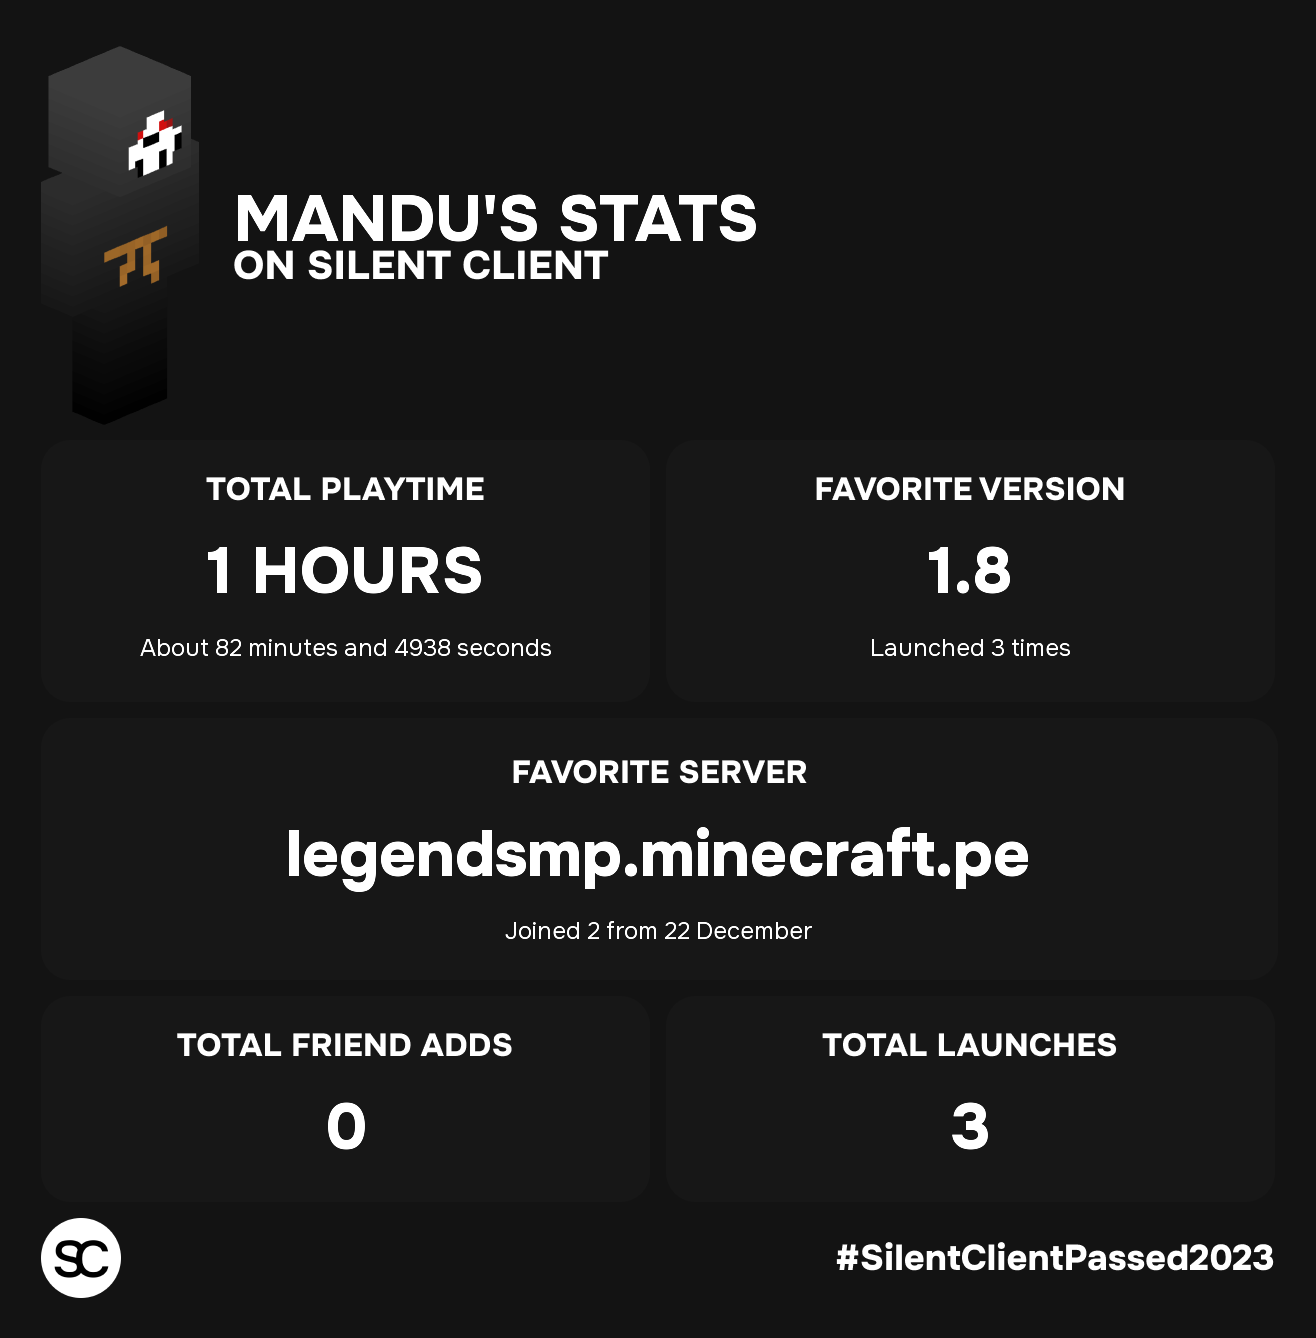 MANDU'S STATS
ON SILENT CLIENT
TOTAL PLAYTIME
1 HOURS
About 82 minutes and 4938 seconds
FAVORITE VERSION
1.8
Launched 3 times
FAVORITE SERVER
legendsmp.minecraft.pe
Joined 2 from 22 December
TOTAL FRIEND ADDS
0
TOTAL LAUNCHES
3
SC
#SilentClientPassed2023